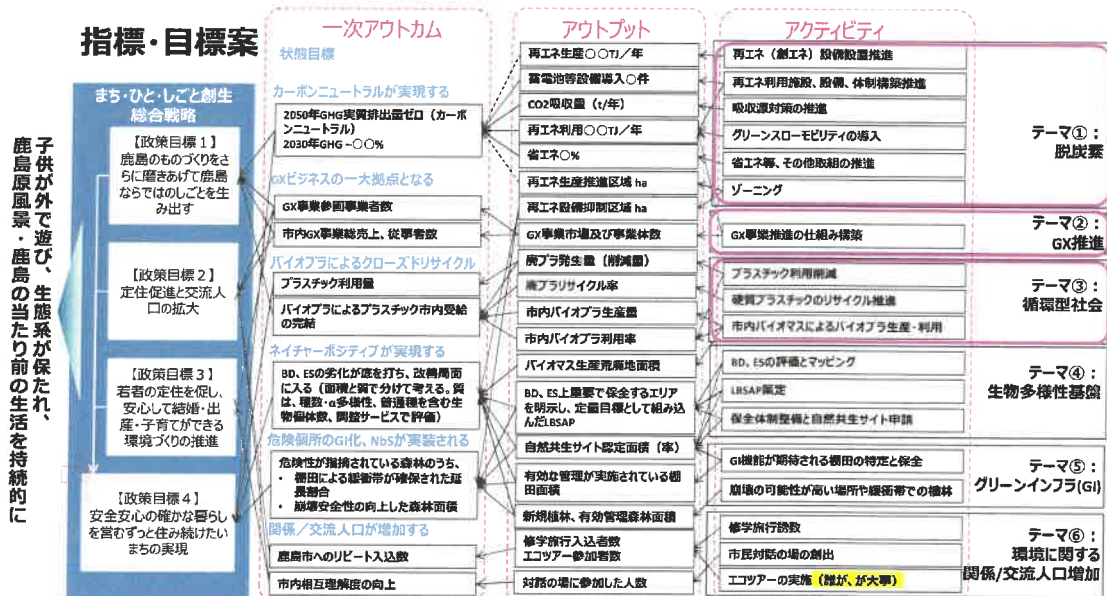 指標・目標案
子供が外で遊び、生態系が保たれ、
鹿島原風景・鹿島の当たり前の生活を持続的に
まち・ひと・しごと創生
総合戦略
【政策目標1】
鹿島のものづくりをさ
らに磨きあげて鹿島
ならではのしごとを生
み出す
【政策目標2】
定住促進と交流人
口の拡大
【政策目標3】
若者の定住を促し、
安心して結婚・出
産・子育てができる
環境づくりの推進
【政策目標4】
安全安心の確かな暮らし
を営むずっと住み続けたい
まちの実現
一次アウトカム
状態目標
カーボンニュートラルが実現する
2050年GHG実質排出量ゼロ(カーボ
ンニュートラル)
2030年GHG -○○%
GXビジネスの一大拠点となる
GX事業参画事業者数
市内GX事業総売上、従事者数
バイオプラによるクローズドリサイクル
プラスチック利用量
バイオプラによるプラスチック市内受給
の完結
ネイチャーポジティブが実現する
BD、ESの劣化が底を打ち、改善局面
に入る(面積と質で分けて考える。質
は、種数・α多様性、普通種を含む生
物個体数、調整サービスで評価)
危険個所のGI化、NbSが実装される
危険性が指摘されている森林のうち、
・ 棚田による緩衝帯が確保された延
長割合
・ 崩壊安全性の向上した森林面積
関係/交流人口が増加する
鹿島市へのリピート入込数
市内相互理解度の向上
アウトプット
再エネ生産○○TJ/年
蓄電池等設備導入○件
CO2吸収量(t/年)
再エネ利用○○TJ/年
省エネ○%
再エネ生産推進区域 ha
再エネ設備抑制区域 ha
GX事業市場及び事業体数
廃プラ発生量(削減量)
廃プラリサイクル率
市内バイオプラ生産量
市内バイオプラ利用率
バイオマス生産荒廃地面積
BD、ES上重要で保全するエリア
を明示し、定量目標として組み込
んだLBSAP
自然共生サイト認定面積(率)
有効な管理が実施されている棚
田面積
新規植林、有効管理森林面積
修学旅行入込者数
エコツアー参加者数
対話の場に参加した人数
アクティビティ
再エネ(創エネ)設備設置推進
再エネ利用施設、設備、体制構築推進
吸収源対策の推進
グリーンスローモビリティの導入
省エネ等、その他取組の推進
ゾーニング
GX事業推進の仕組み構築
プラスチック利用削減
硬質プラスチックのリサイクル推進
市内バイオマスによるバイオプラ生産・利用
BD、ESの評価とマッピング
LBSAP策定
保全体制整備と自然共生サイト申請
GI機能が期待される棚田の特定と保全
崩壊の可能性が高い場所や緩衝帯での植林
修学旅行誘致
市民対話の場の創出
エコツアーの実施(誰が、が大事)
テーマ①:
脱炭素
テーマ②:
GX推進
テーマ③:
循環型社会
テーマ④:
生物多様性基盤
テーマ⑤:
グリーンインフラ(GI)
テーマ⑥:
環境に関する
関係/交流人口増加